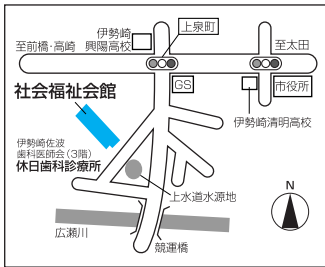 伊勢崎
興陽高校
上泉町
至前橋・高崎
至太田
GS
市役所
社会福祉会館
伊勢崎清明高校
伊勢崎佐波
歯科医師会(3階)
休日歯科診療所
上水道水源地
N
広瀬川
競運橋